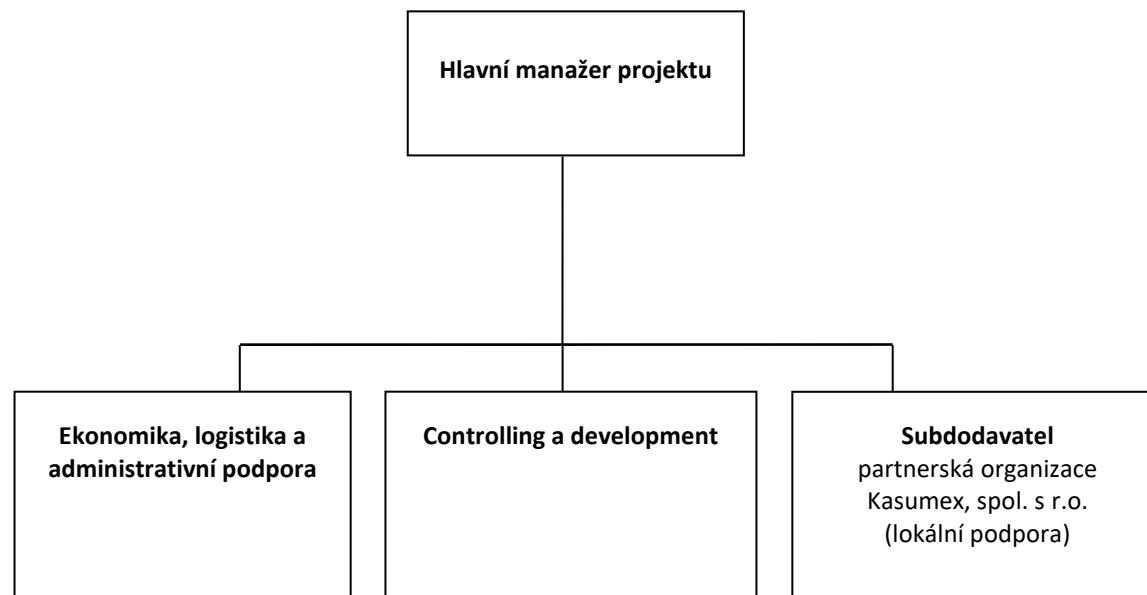 Hlavní manažer projektu
Ekonomika, logistika a
administrativní podpora
Controlling a development
Subdodavatel
partnerská organizace
Kasumex, spol. s r.o.
(lokální podpora)